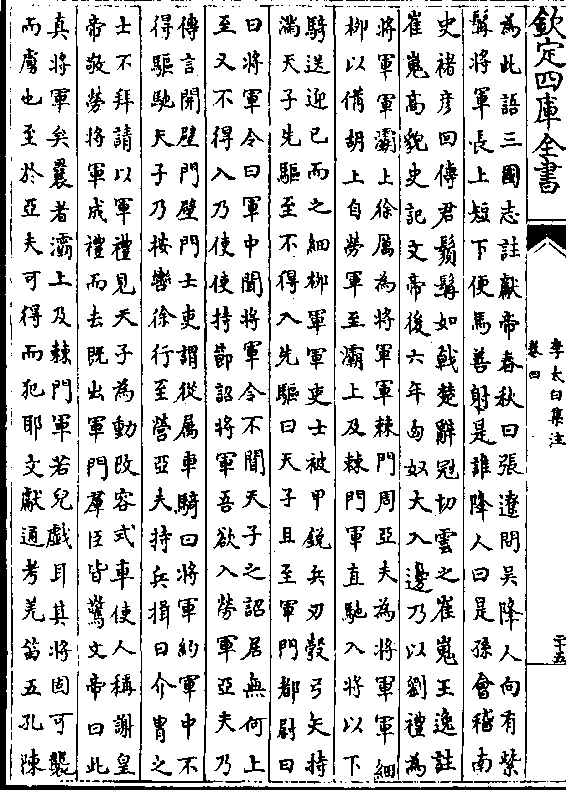 欽定四庫全書
李太白集注
卷四
二十五
為此語三國志註獻帝春秋曰張遼問吳降人向有紫
髯將軍長上短下便馬善射是誰降人曰是孫會稽南
史褚彦回傳君鬚髯如戟楚辭冠切雲之崔嵬王逸註
崔嵬高貌史記文帝後六年匈奴大入邊乃以劉禮為
將軍軍灞上徐厲為將軍軍棘門周亞夫為將軍軍細
柳以備胡上自勞軍至灞上及棘門軍直馳入將以下
騎送迎已而之細柳軍軍吏士被甲銳兵刃彀弓矢持
滿天子先驅至不得入先驅曰天子且至軍門都尉曰
曰將軍令曰軍中聞將軍令不聞天子之詔居無何上
至又不得入乃使使持節詔將軍吾欲入勞軍亞夫乃
傳言開壁門壁門士吏謂從属車騎曰將軍約軍中不
得驅馳天子乃按轡徐行至營亞夫持兵揖曰介胄之
士不拜請以軍禮見天子為動改容式車使人稱謝皇
帝敬勞將軍成禮而去既出軍門羣臣皆驚文帝曰此
真將軍矣曩者灞上及棘門軍若兒戲耳其將固可襲
而虜也至於亞夫可得而犯耶文獻通考羌笛五孔陳